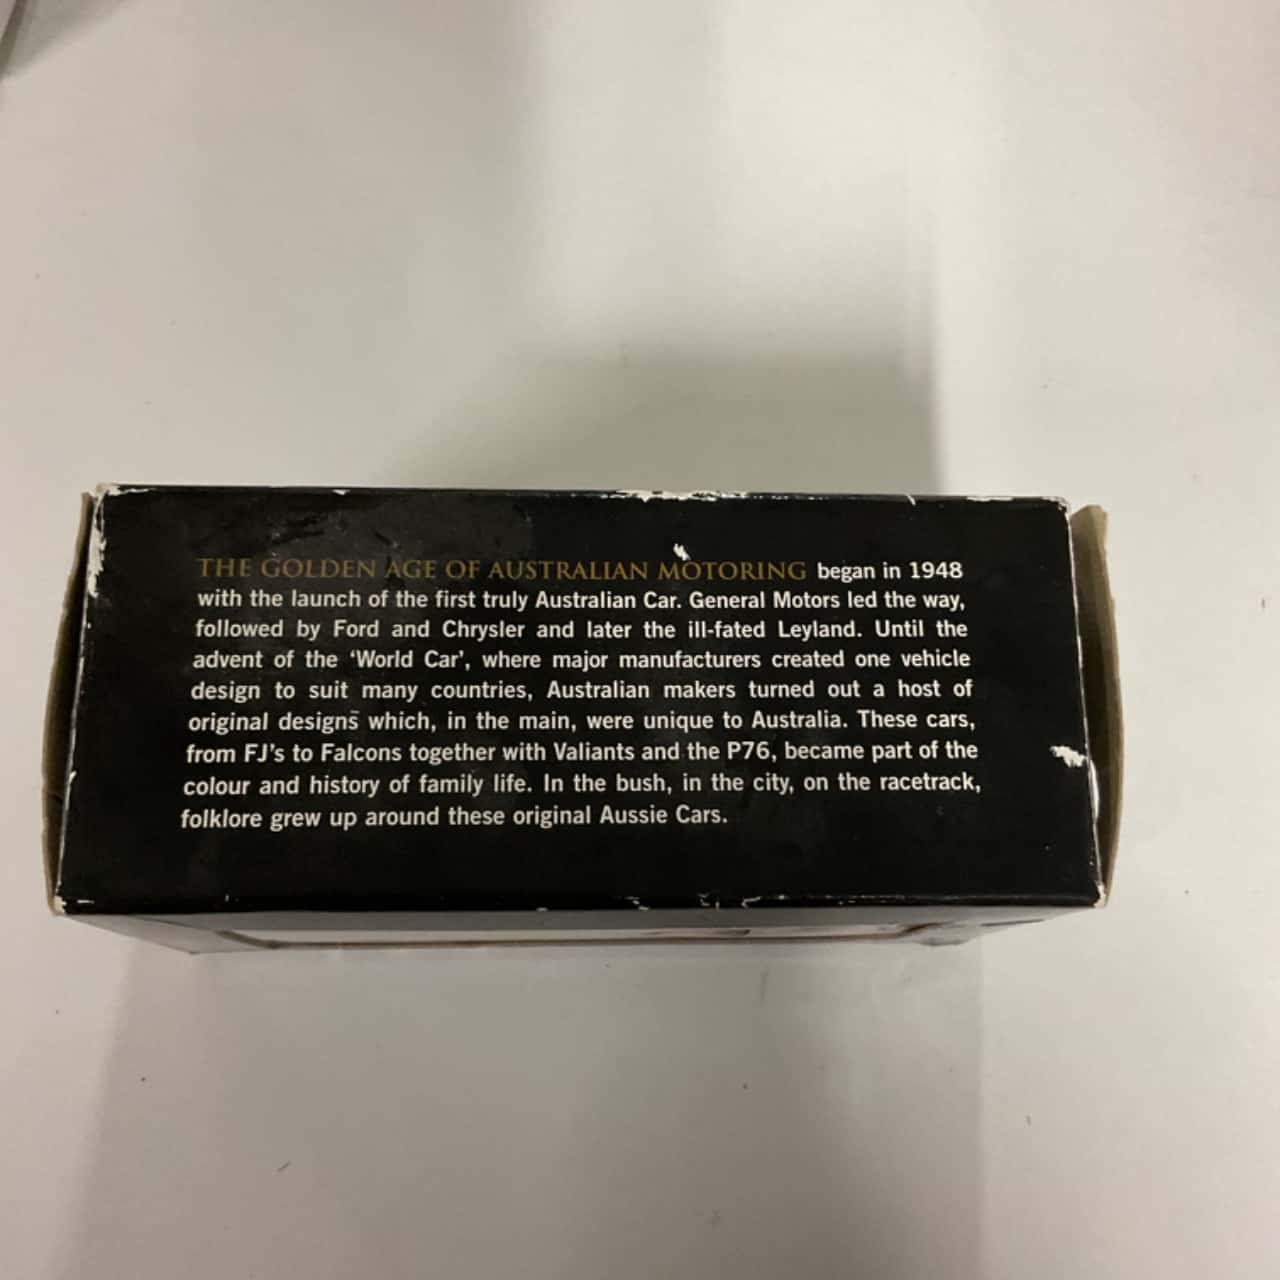 THE GOLDEN AGE OF AUSTRALIAN MOTORING began in 1948
with the launch of the first truly Australian Car. General Motors led the way,
followed by Ford and Chrysler and later the ill-fated Leyland. Until the
advent of the ‘World Car’, where major manufacturers created one vehicle
design to suit many countries, Australian makers turned out a host of
original designs which, in the main, were unique to Australia. These cars,
from FJ’s to Falcons together with Valiants and the P76, became part of the
colour and history of family life. In the bush, in the city, on the racetrack,
folklore grew up around these original Aussie Cars.